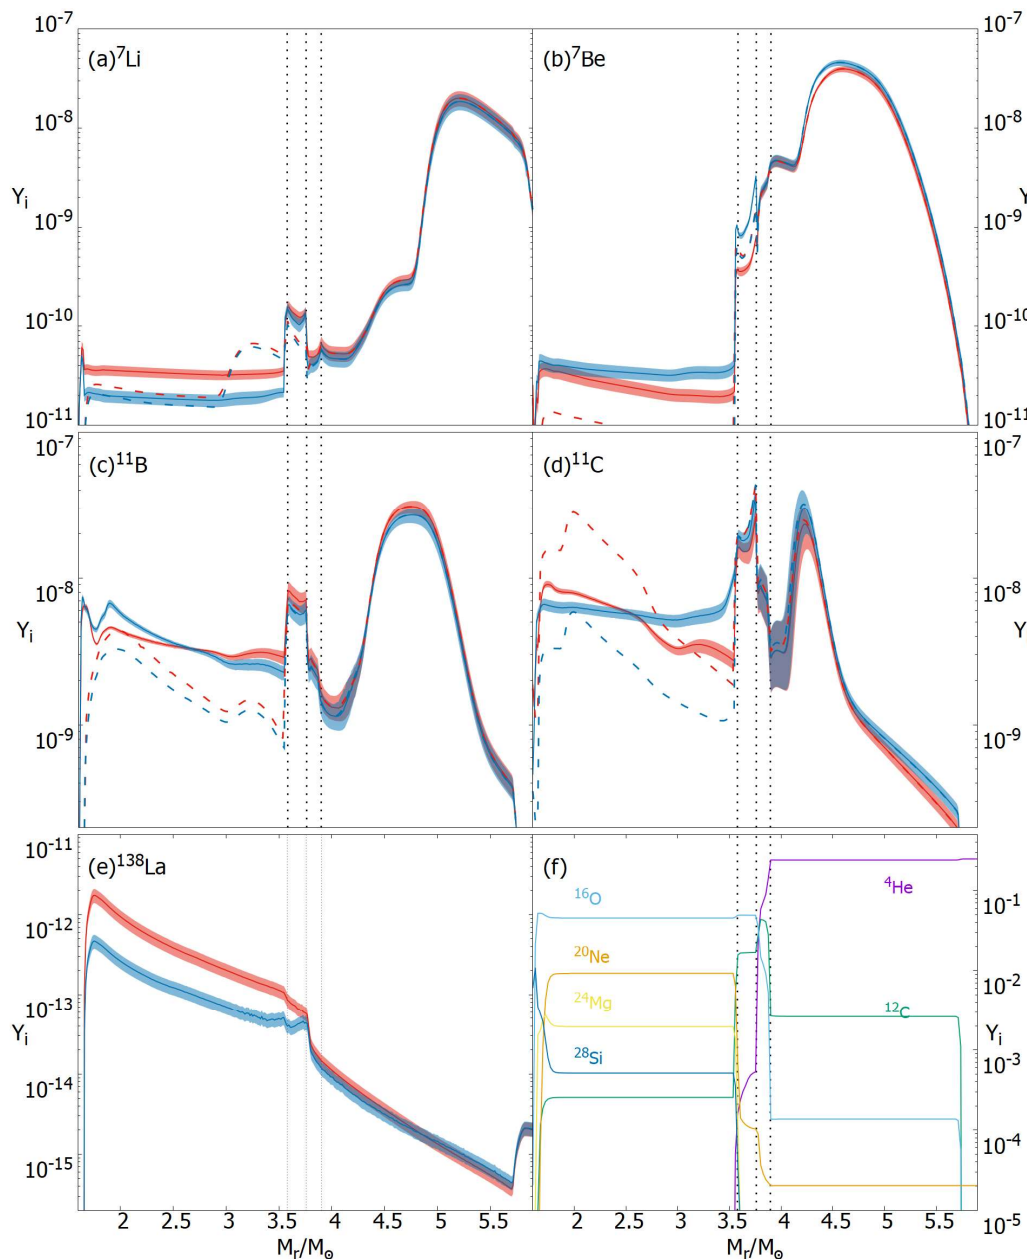 10⁻⁷
10⁻⁷
(a)⁷Li
(b)⁷Be
10⁻⁸
10⁻⁸
Yᵢ
Y
10⁻⁹
10⁻⁹
10⁻¹⁰
10⁻¹⁰
10⁻¹¹
10⁻¹¹
10⁻⁷
10⁻⁷
(c)¹¹B
(d)¹¹C
10⁻⁸
10⁻⁸
Yᵢ
Y
10⁻⁹
10⁻⁹
10⁻¹¹
(e)¹³⁸La
(f)
¹⁶O
⁴He
10⁻¹
10⁻¹²
²⁰Ne
10⁻²
10⁻¹³
²⁴Mg
¹²C
Yᵢ
Yᵢ
²⁸Si
10⁻³
10⁻¹⁴
10⁻⁴
10⁻¹⁵
10⁻⁵
2 2.5 3 3.5 4 4.5 5 5.5
2 2.5 3 3.5 4 4.5 5 5.5
Mᵣ/M⊙
Mᵣ/M⊙